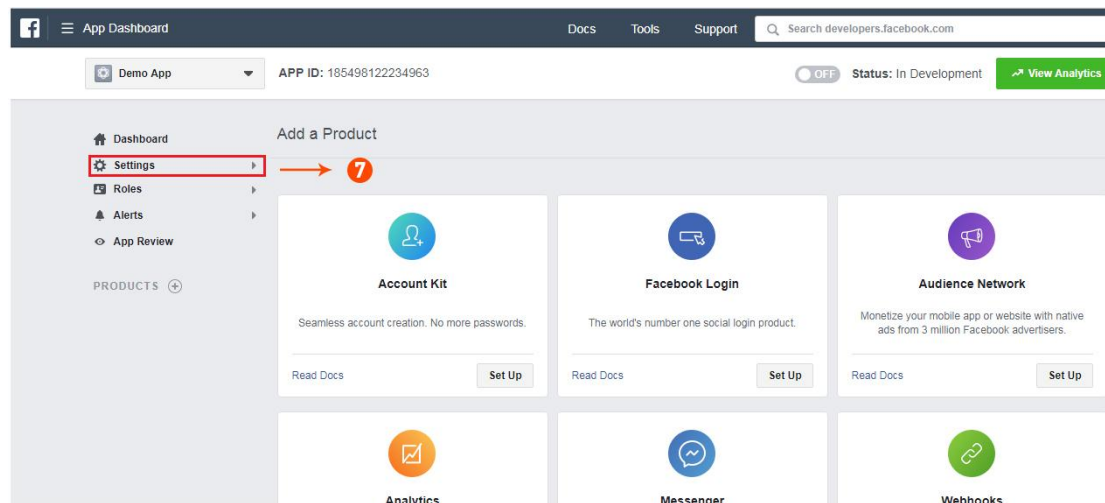 App Dashboard
Docs
Tools
Support
Search developers.facebook.com
Demo App
APP ID: 185498122234963
OFF
Status: In Development
View Analytics
Dashboard
Settings
Roles
Alerts
App Review
PRODUCTS
Add a Product
7
Account Kit
Seamless account creation. No more passwords.
Read Docs
Set Up
Facebook Login
The world's number one social login product.
Read Docs
Set Up
Audience Network
Monetize your mobile app or website with native
ads from 3 million Facebook advertisers.
Read Docs
Set Up
Analytics
Messenger
Webhooks